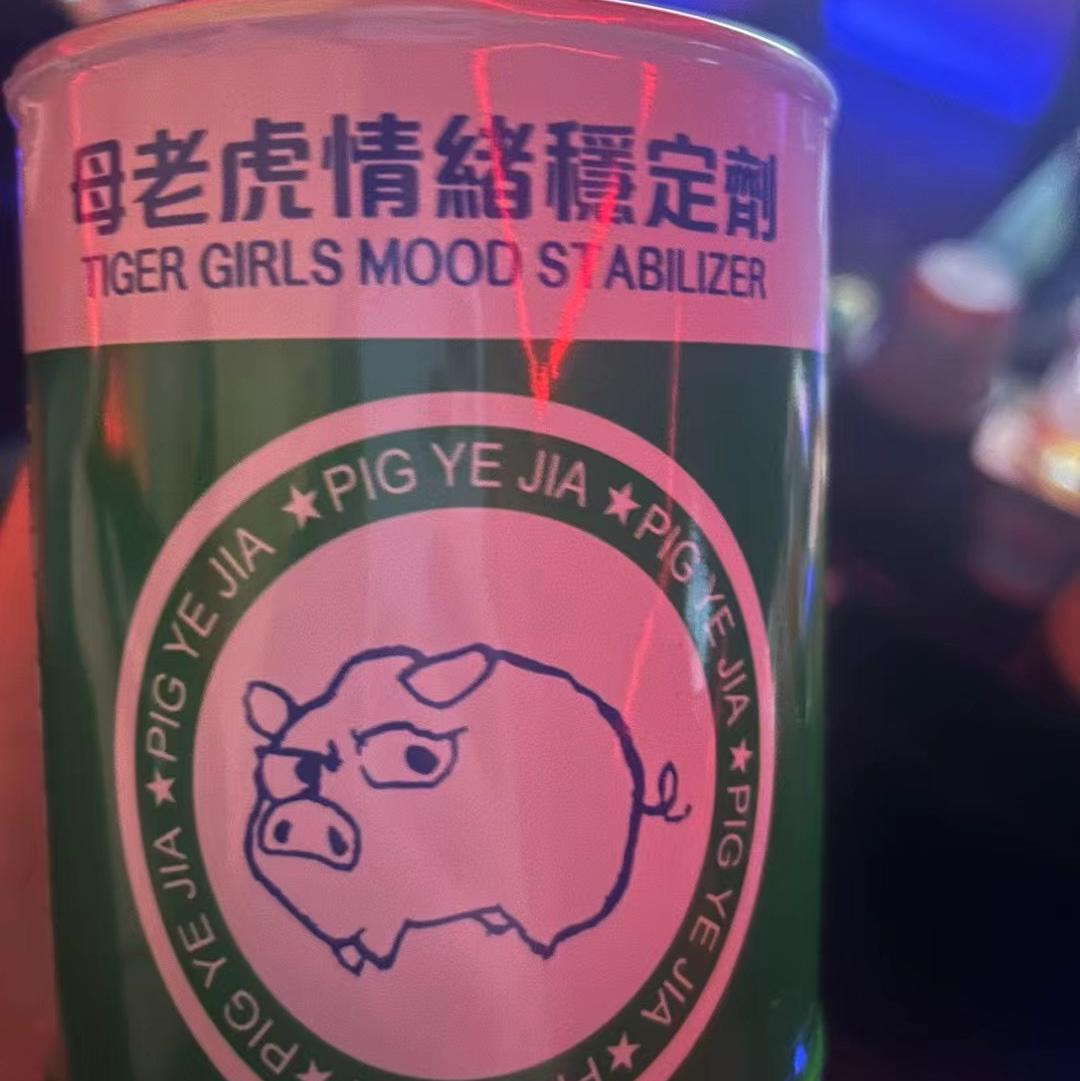 母老虎情緒穩定劑
TIGER GIRLS MOOD STABILIZER
★PIG YE JIA ★PIG YE JIA ★PIG YE JIA ★PIG YE JIA ★PIG YE JIA